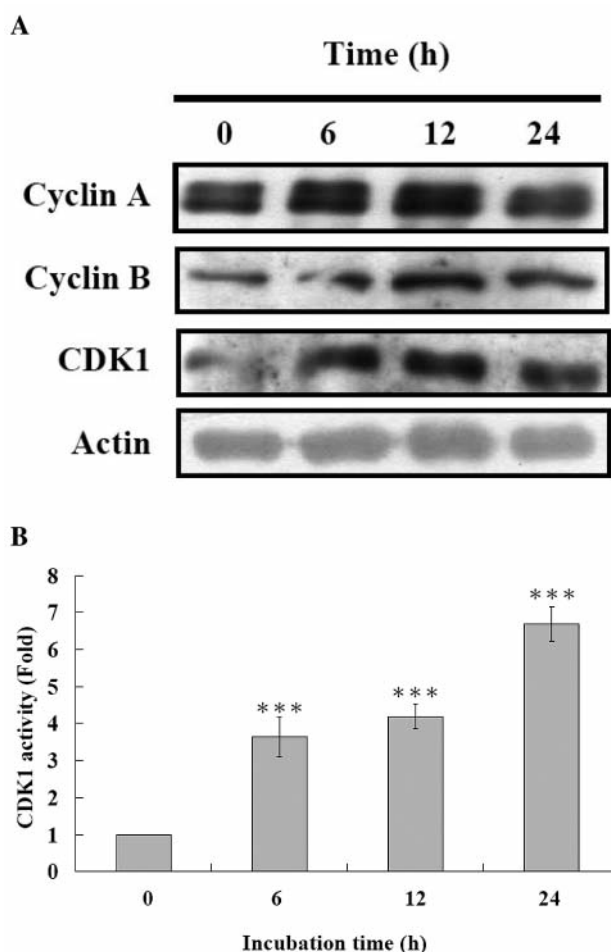 A
Time (h)
0 6 12 24
Cyclin A
Cyclin B
CDK1
Actin
B
CDK1 activity (Fold)
8
7
6
5
4
3
2
1
0
***
***
***
0 6 12 24
Incubation time (h)